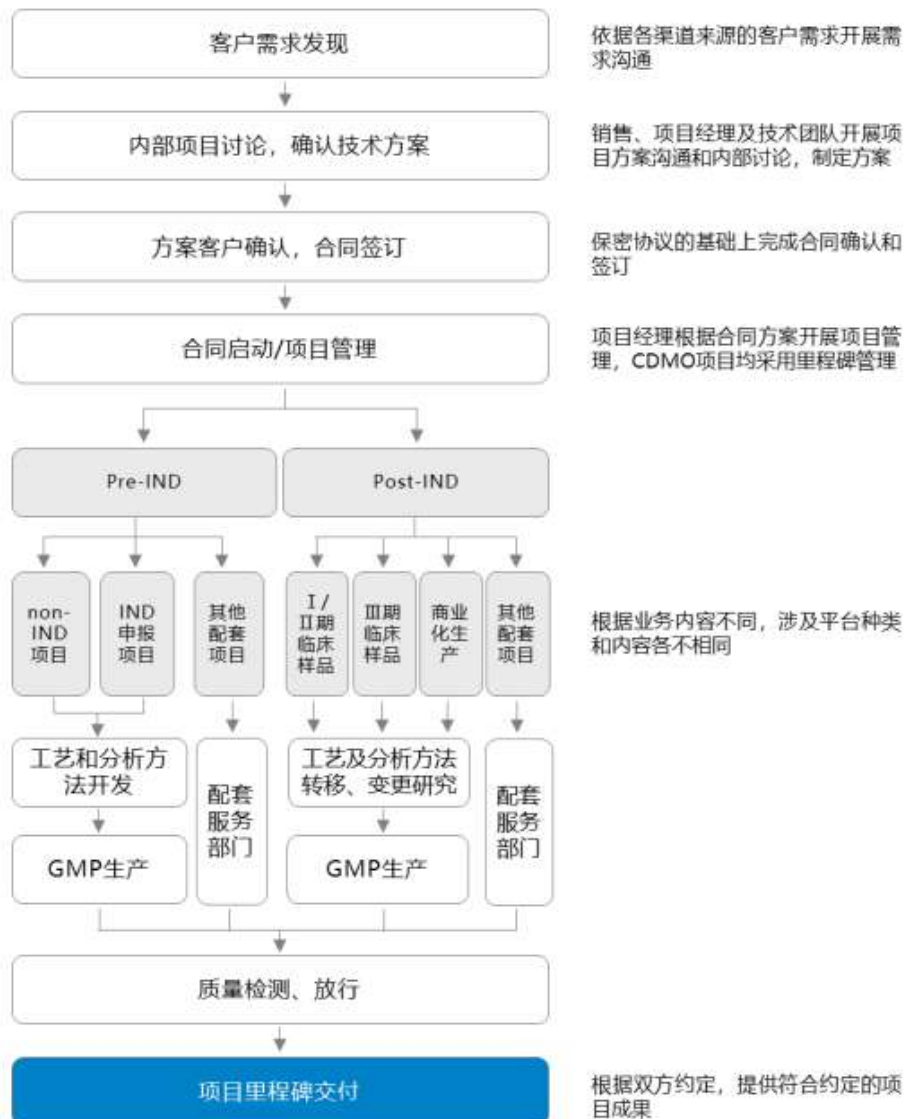 客户需求发现
依据各渠道来源的客户需求开展需
求沟通
内部项目讨论，确认技术方案
销售、项目经理及技术团队开展项
目方案沟通和内部讨论，制定方案
方案客户确认，合同签订
保密协议的基础上完成合同确认和
签订
合同启动/项目管理
项目经理根据合同方案开展项目管
理，CDMO项目均采用里程碑管理
Pre-IND
Post-IND
non-
IND
项目
IND
申报
项目
其他
配套
项目
Ⅰ/
Ⅱ期
临床
样品
Ⅲ期
临床
样品
商业
化生
产
其他
配套
项目
根据业务内容不同，涉及平台种类
和内容各不相同
工艺和分析方
法开发
配套
服务
部门
工艺及分析方法
转移、变更研究
配套
服务
部门
GMP生产
GMP生产
质量检测、放行
项目里程碑交付
根据双方约定，提供符合约定的项
目成果